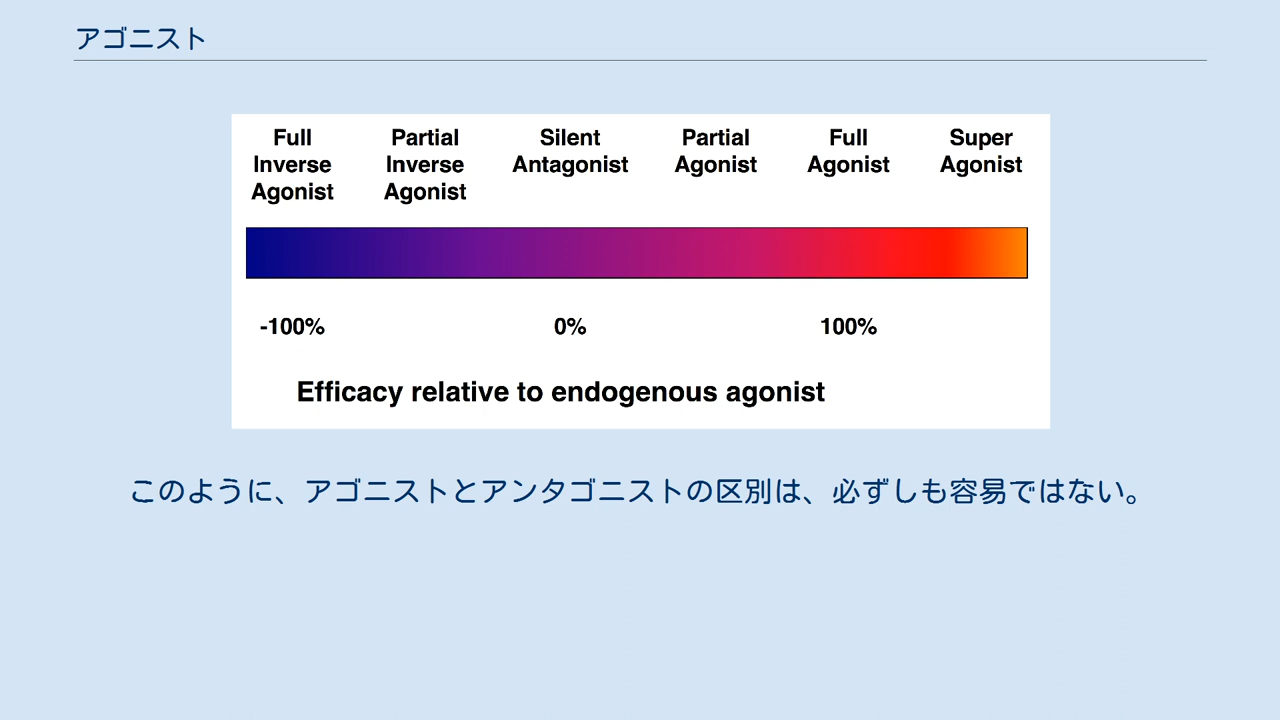 アゴニスト
Full Inverse Agonist
Partial Inverse Agonist
Silent Antagonist
Partial Agonist
Full Agonist
Super Agonist
-100%
0%
100%
Efficacy relative to endogenous agonist
このように、アゴニストとアンタゴニストの区別は、必ずしも容易ではない。